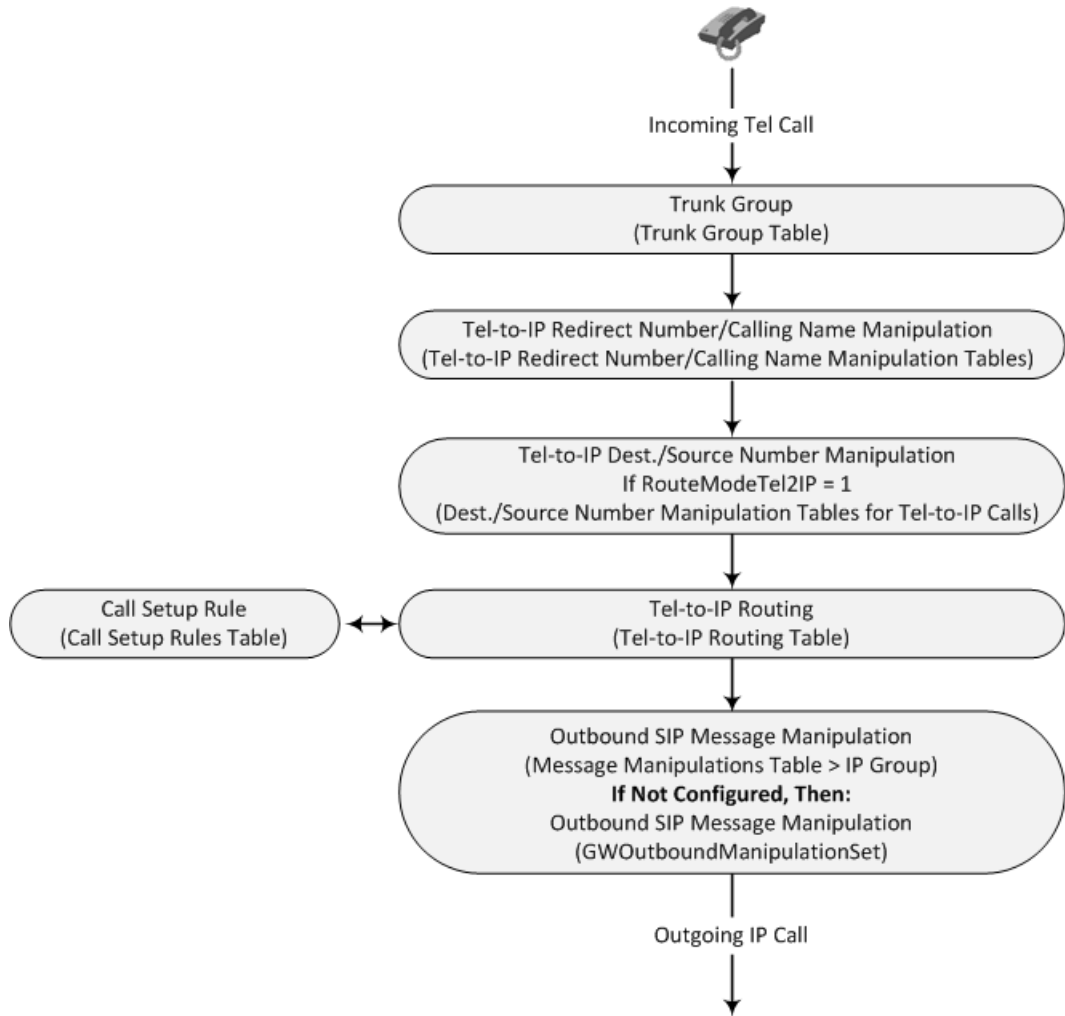 Incoming Tel Call
Trunk Group
(Trunk Group Table)
Tel-to-IP Redirect Number/Calling Name Manipulation
(Tel-to-IP Redirect Number/Calling Name Manipulation Tables)
Tel-to-IP Dest./Source Number Manipulation
If RouteModeTel2IP = 1
(Dest./Source Number Manipulation Tables for Tel-to-IP Calls)
Call Setup Rule
(Call Setup Rules Table)
Tel-to-IP Routing
(Tel-to-IP Routing Table)
Outbound SIP Message Manipulation
(Message Manipulations Table > IP Group)
If Not Configured, Then:
Outbound SIP Message Manipulation
(GWOutboundManipulationSet)
Outgoing IP Call